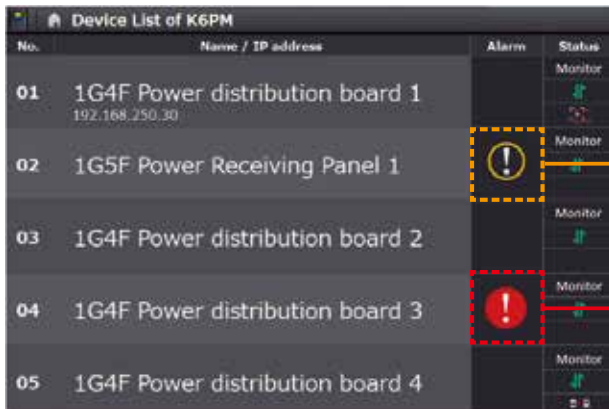 Device List of K6PM
No. Name / IP address Alarm Status
Monitor
01 1G4F Power distribution board 1
192.168.250.30
Monitor
02 1G5F Power Receiving Panel 1 !
Monitor
03 1G4F Power distribution board 2
Monitor
04 1G4F Power distribution board 3 !
Monitor
05 1G4F Power distribution board 4